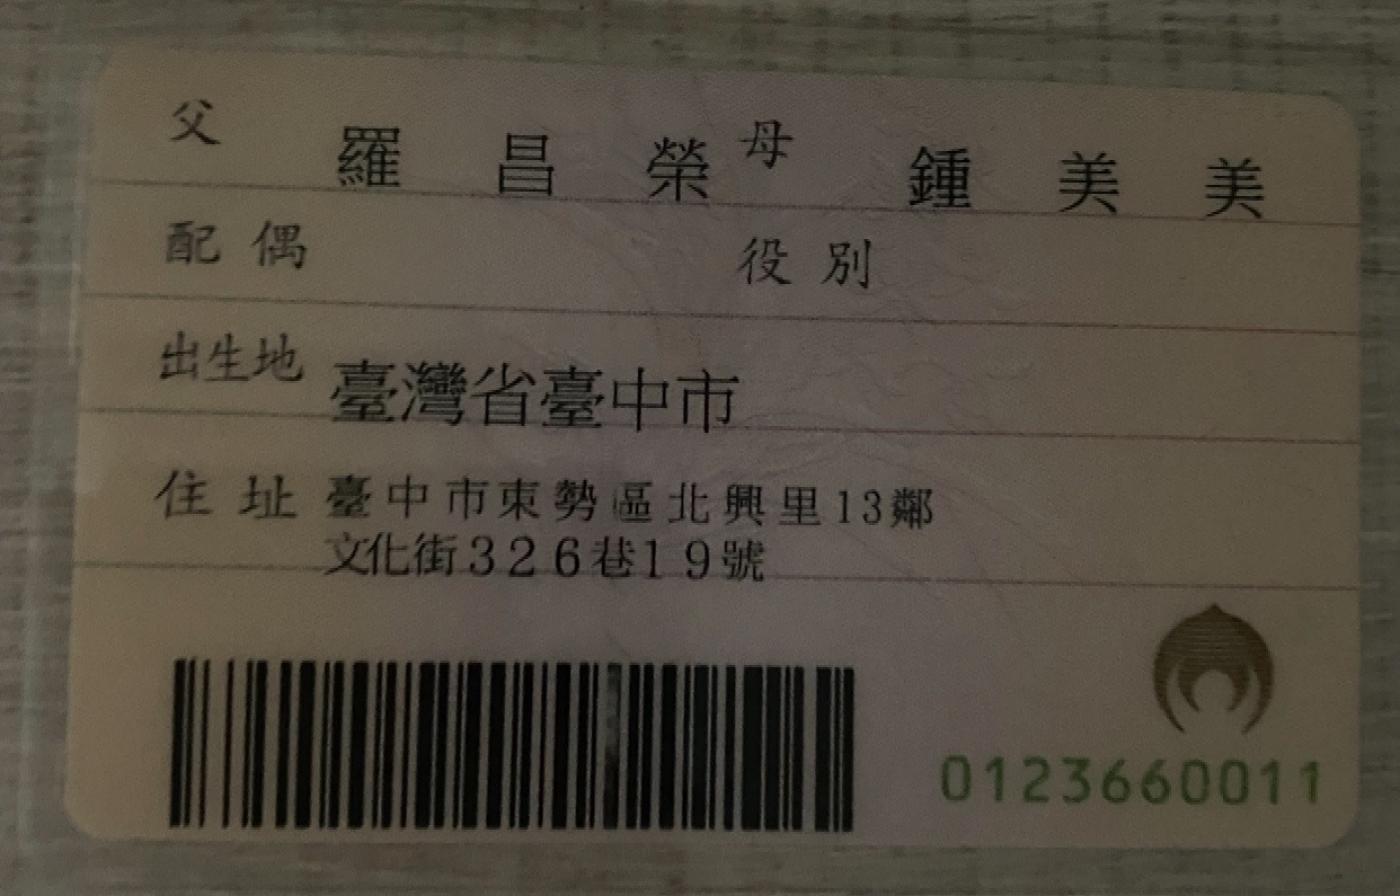 父 羅昌榮 母 鍾美美
配偶 役別
出生地 臺灣省臺中市
住址 臺中市東勢區北興里13鄰
文化街326巷19號
0123660011